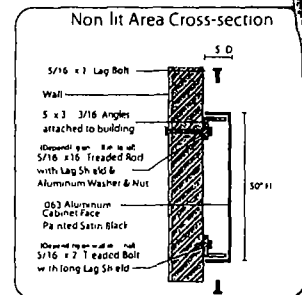 Non lit Area Cross-section
S D
5/16 x 1 Lag Bolt
Wall
5 x 3 3/16 Angles
attached to building
5/16 x16 Treaded Rod
with Lag Shield &
Aluminum Washer & Nut
.063 Aluminum
Cabinet Face
Painted Satin Black
5/16 x 2 Treaded Bolt
with long Lag Shield